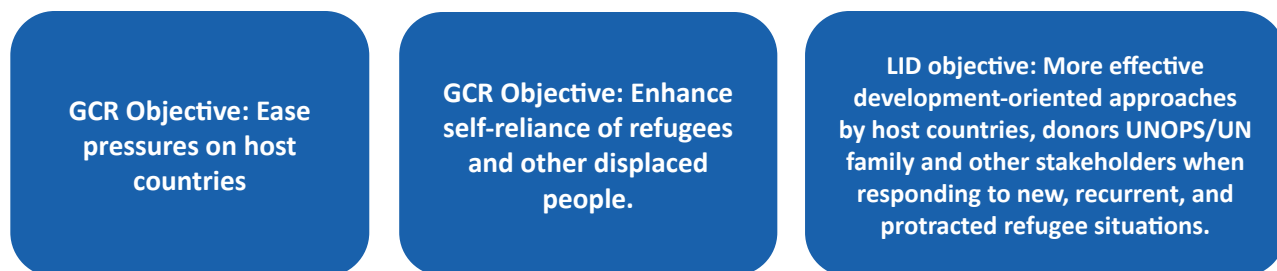 GCR Objective: Ease
pressures on host
countries
GCR Objective: Enhance
self-reliance of refugees
and other displaced
people.
LID objective: More effective
development-oriented approaches
by host countries, donors UNOPS/UN
family and other stakeholders when
responding to new, recurrent, and
protracted refugee situations.